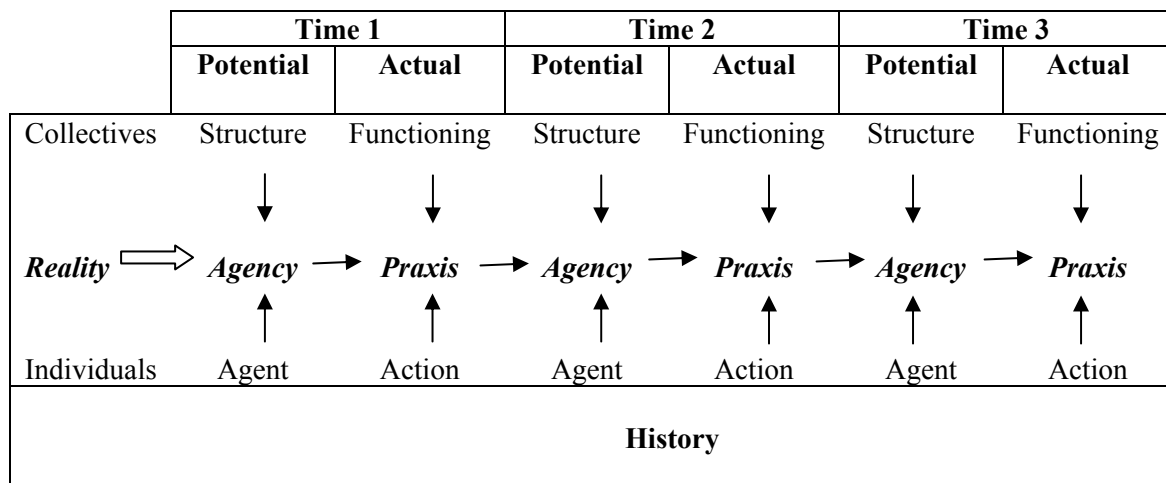 Time 1 Time 2 Time 3
Potential Actual Potential Actual Potential Actual
Collectives Structure Functioning Structure Functioning Structure Functioning
Reality Agency Praxis Agency Praxis Agency Praxis
Individuals Agent Action Agent Action Agent Action
History